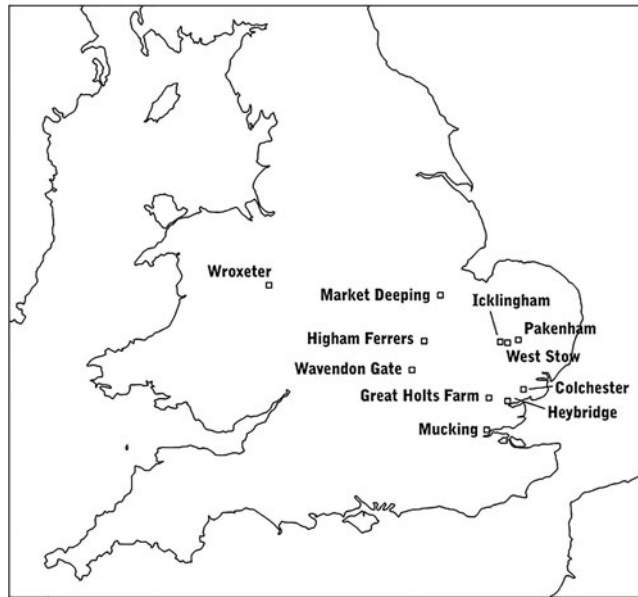 Wroxeter
Market Deeping
Icklingham
Higham Ferrers
Pakenham
West Stow
Wavendon Gate
Colchester
Great Holts Farm
Heybridge
Mucking